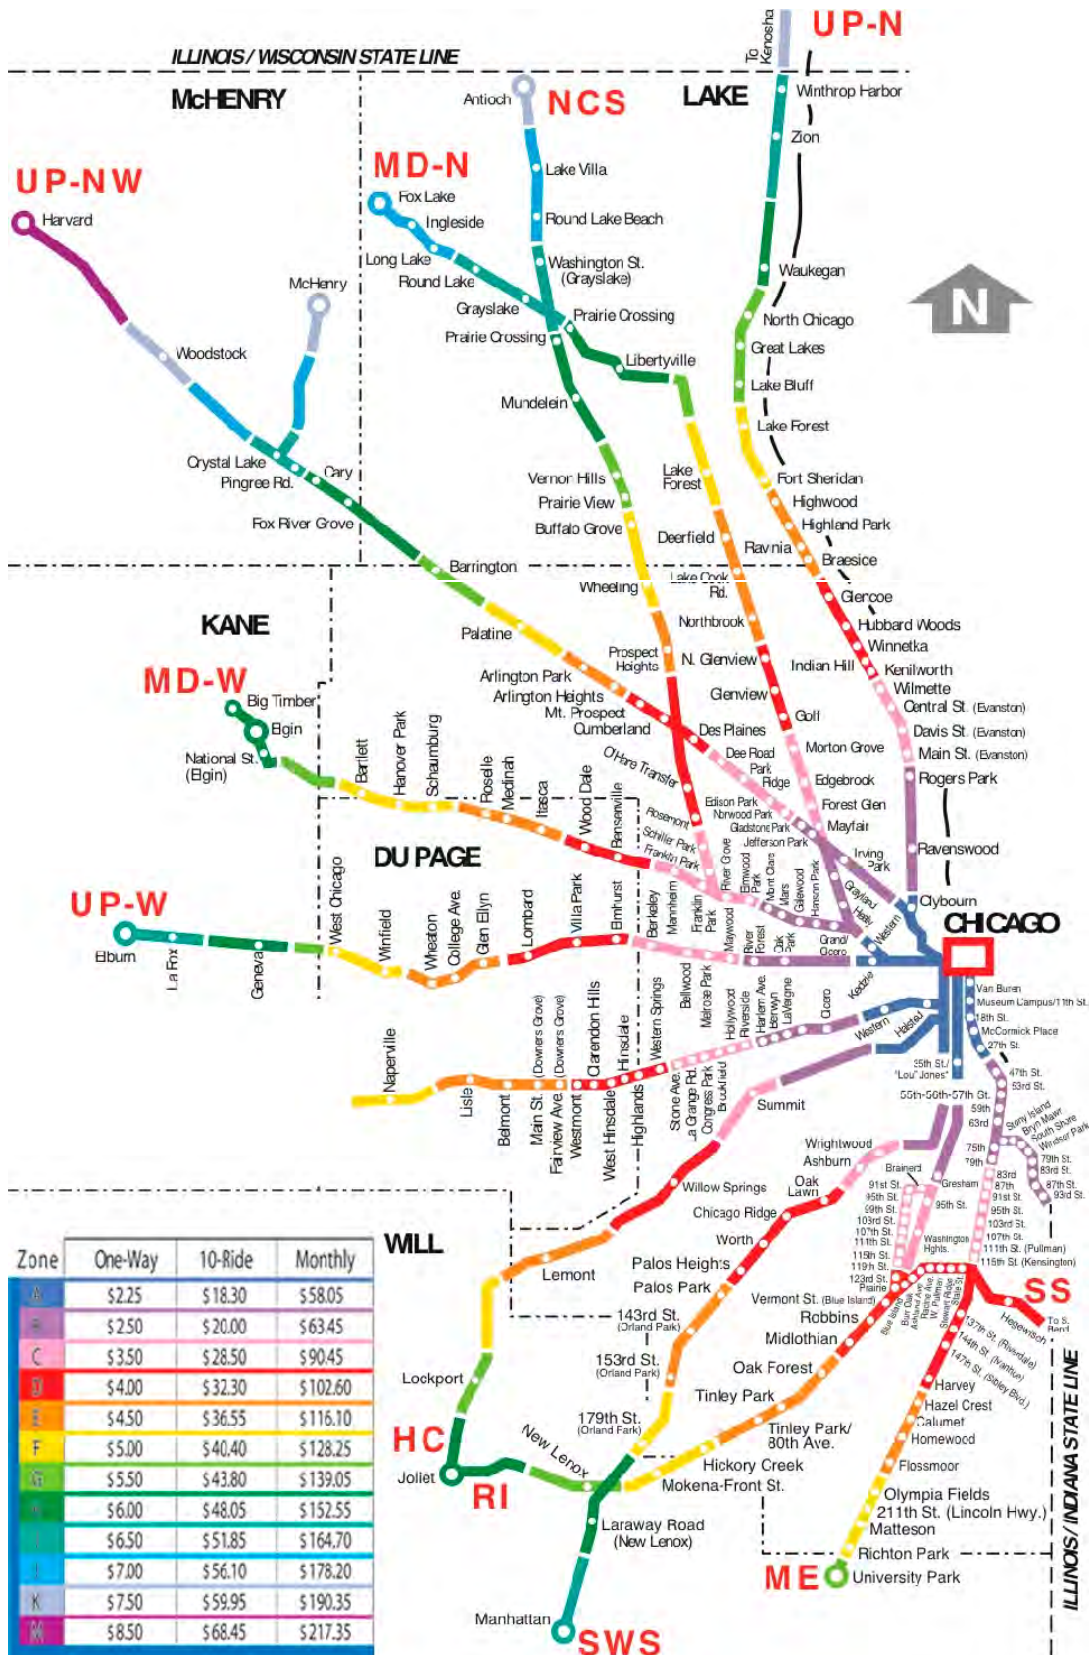 UP-N
To
Kenosha
ILLINOIS / WISCONSIN STATE LINE
McHENRY
Antioch
NCS
LAKE
Winthrop Harbor
Zion
MD-N
Lake Villa
UP-NW
Fox Lake
Harvard
Ingleside
Round Lake Beach
Long Lake
Washington St.
(Grayslake)
Waukegan
Round Lake
McHenry
Grayslake
Prairie Crossing
North Chicago
N
Prairie Crossing
Great Lakes
Woodstock
Libertyville
Lake Bluff
Mundelein
Lake Forest
Crystal Lake
Cary
Pingree Rd.
Vernon Hills
Lake
Forest
Fort Sheridan
Prairie View
Highwood
Fox River Grove
Buffalo Grove
Highland Park
Deerfield
Ravinia
Braeside
Barrington
Lake Cook
Rd.
Wheeling
Glencoe
KANE
Palatine
Northbrook
Hubbard Woods
Winnetka
Prospect
Heights
N. Glenview
Indian Hill
Kenilworth
MD-W
Arlington Park
Arlington Heights
Glenview
Wilmette
Big Timber
Mt. Prospect
Central St. (Evanston)
Elgin
Cumberland
Des Plaines
Golf
Davis St. (Evanston)
National St.
(Elgin)
Bartlett
Hanover Park
Schaumburg
Roselle
Medinah
Itasca
Wood Dale
Bensenville
O'Hare Transfer
Dee Road
Park
Ridge
Morton Grove
Main St. (Evanston)
Edgebrook
Rogers Park
Edison Park
Norwood Park
Gladstone Park
Jefferson Park
Forest Glen
Mayfair
Rosemont
Schiller Park
Franklin Park
Irving
Park
Ravenswood
DU PAGE
Mannheim
Franklin
Park
River Grove
Elmwood
Park
Mont Clare
Mars
Galewood
Hanson Park
Grand/
Cicero
Grayland
Healy
Western
Clybourn
CHICAGO
UP-W
Elburn
La Fox
Geneva
West Chicago
Winfield
Wheaton
College Ave.
Glen Ellyn
Lombard
Villa Park
Elmhurst
Berkeley
Bellwood
Melrose Park
Maywood
River
Forest
Oak
Park
Kedzie
Naperville
Lisle
Belmont
Main St. (Downers Grove)
Fairview Ave. (Downers Grove)
Westmont
Clarendon Hills
West Hinsdale
Hinsdale
Highlands
Western Springs
Stone Ave.
La Grange Rd.
Congress Park
Brookfield
Hollywood
Riverside
Harlem Ave.
Berwyn
LaVergne
Cicero
Western
Halsted
Van Buren
Museum Campus/11th St.
18th St.
McCormick Place
27th St.
35th St./
"Lou" Jones"
47th St.
53rd St.
55th-56th-57th St.
59th
63rd
Stony Island
Bryn Mawr
South Shore
Windsor Park
75th
79th
79th St.
83rd St.
87th St.
93rd St.
Summit
Wrightwood
Ashburn
Willow Springs
Oak
Lawn
Brainerd
Gresham
91st St.
95th St.
99th St.
103rd St.
107th St.
111th St.
115th St.
119th St.
123rd St.
Prairie
95th St.
Washington
Hghts.
83rd
87th
91st St.
95th St.
103rd St.
107th St.
111th St. (Pullman)
115th St. (Kensington)
Chicago Ridge
Worth
WILL
Lemont
Palos Heights
Palos Park
Vermont St. (Blue Island)
Robbins
Midlothian
Blue Island
Burr Oak
Ashland Ave.
Racine Ave.
W. Pullman
Stewart Ridge
State St.
SS
To S.
Bend
Hegewisch
137th St. (Riverdale)
144th St. (Ivanhoe)
147th St. (Sibley Blvd.)
143rd St.
(Orland Park)
153rd St.
(Orland Park)
Oak Forest
Lockport
Tinley Park
Harvey
Hazel Crest
Calumet
Homewood
179th St.
(Orland Park)
Tinley Park/
80th Ave.
HC
New Lenox
Hickory Creek
Flossmoor
Joliet
RI
Mokena-Front St.
Olympia Fields
211th St. (Lincoln Hwy.)
Laraway Road
(New Lenox)
Matteson
Richton Park
ME
University Park
Manhattan
SWS
ILLINOIS/INDIANA STATE LINE
Zone One-Way 10-Ride Monthly
A $2.25 $18.30 $58.05
B $2.50 $20.00 $63.45
C $3.50 $28.50 $90.45
D $4.00 $32.30 $102.60
E $4.50 $36.55 $116.10
F $5.00 $40.40 $128.25
G $5.50 $43.80 $139.05
H $6.00 $48.05 $152.55
I $6.50 $51.85 $164.70
J $7.00 $56.10 $178.20
K $7.50 $59.95 $190.35
M $8.50 $68.45 $217.35